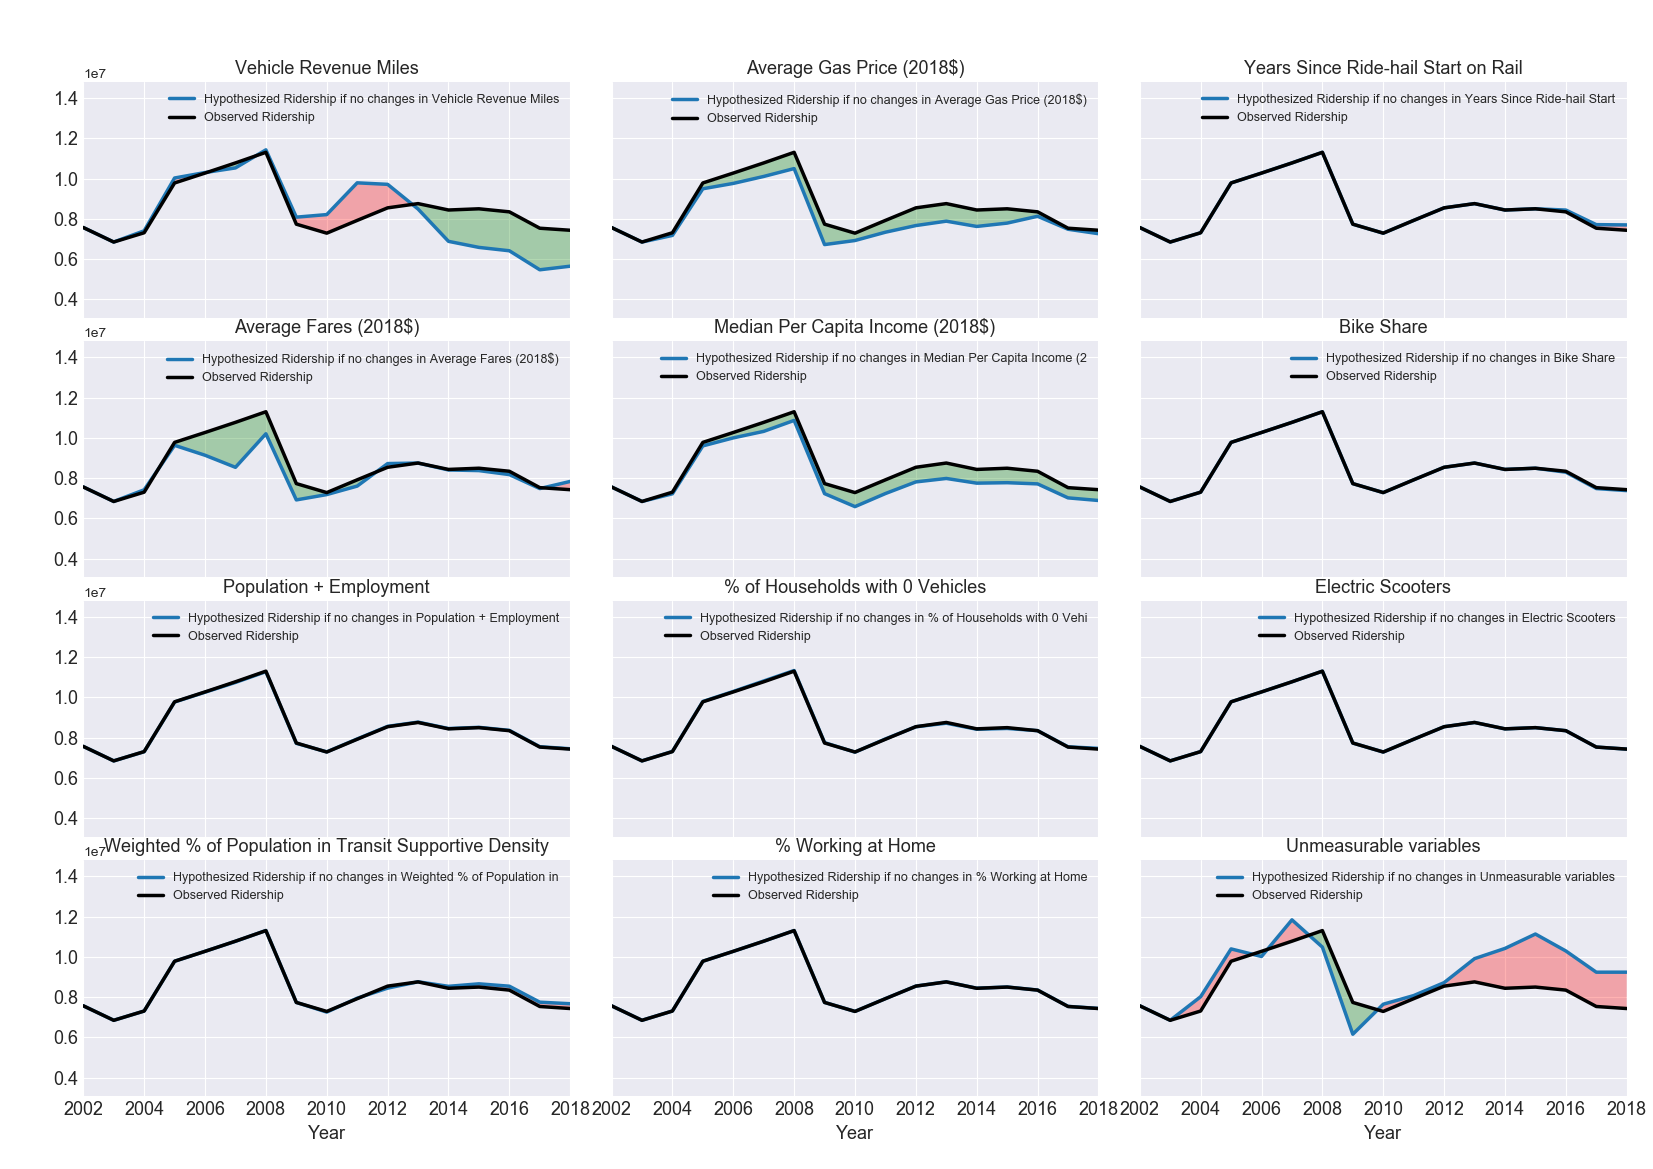 Vehicle Revenue Miles
1e7
Hypothesized Ridership if no changes in Vehicle Revenue Miles
Observed Ridership
1.4
1.2
1.0
0.8
0.6
0.4
Average Gas Price (2018$)
Hypothesized Ridership if no changes in Average Gas Price (2018$)
Observed Ridership
Years Since Ride-hail Start on Rail
Hypothesized Ridership if no changes in Years Since Ride-hail Start
Observed Ridership
Average Fares (2018$)
1e7
Hypothesized Ridership if no changes in Average Fares (2018$)
Observed Ridership
1.4
1.2
1.0
0.8
0.6
0.4
Median Per Capita Income (2018$)
Hypothesized Ridership if no changes in Median Per Capita Income (2
Observed Ridership
Bike Share
Hypothesized Ridership if no changes in Bike Share
Observed Ridership
Population + Employment
1e7
Hypothesized Ridership if no changes in Population + Employment
Observed Ridership
1.4
1.2
1.0
0.8
0.6
0.4
% of Households with 0 Vehicles
Hypothesized Ridership if no changes in % of Households with 0 Vehi
Observed Ridership
Electric Scooters
Hypothesized Ridership if no changes in Electric Scooters
Observed Ridership
Weighted % of Population in Transit Supportive Density
1e7
Hypothesized Ridership if no changes in Weighted % of Population in
Observed Ridership
1.4
1.2
1.0
0.8
0.6
0.4
2002 2004 2006 2008 2010 2012 2014 2016 2018
Year
% Working at Home
Hypothesized Ridership if no changes in % Working at Home
Observed Ridership
2002 2004 2006 2008 2010 2012 2014 2016 2018
Year
Unmeasurable variables
Hypothesized Ridership if no changes in Unmeasurable variables
Observed Ridership
2002 2004 2006 2008 2010 2012 2014 2016 2018
Year